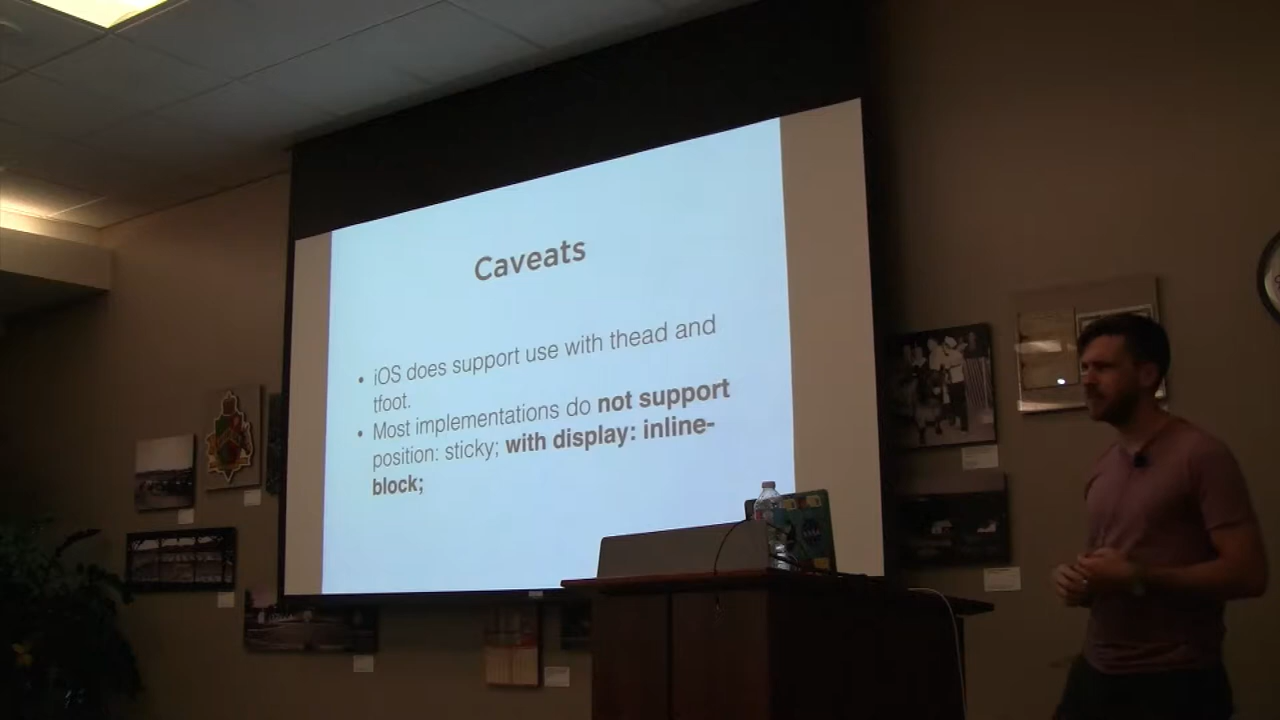 Caveats
• iOS does support use with thead and
tfoot.
• Most implementations do not support
position: sticky; with display: inline-
block;